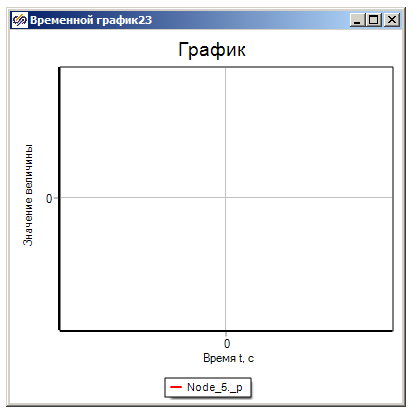 Временной график23
График
Значение величины
0
0
Время t, с
Node_5._p